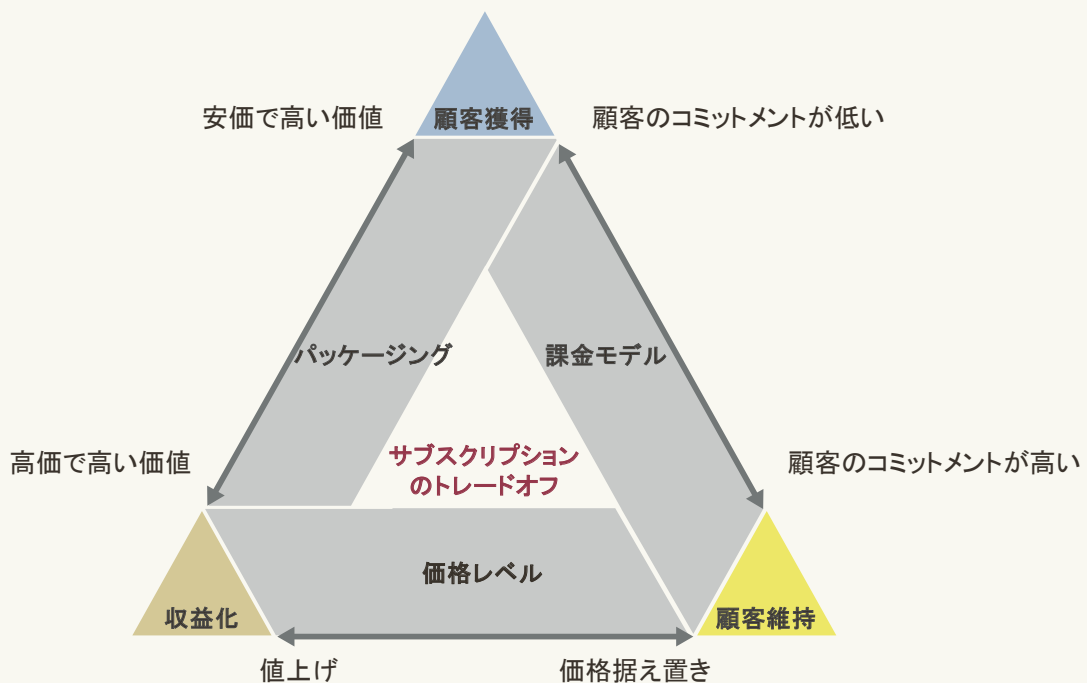 安価で高い価値
顧客獲得
顧客のコミットメントが低い
パッケージング
課金モデル
高価で高い価値
サブスクリプション
のトレードオフ
顧客のコミットメントが高い
価格レベル
収益化
顧客維持
値上げ
価格据え置き